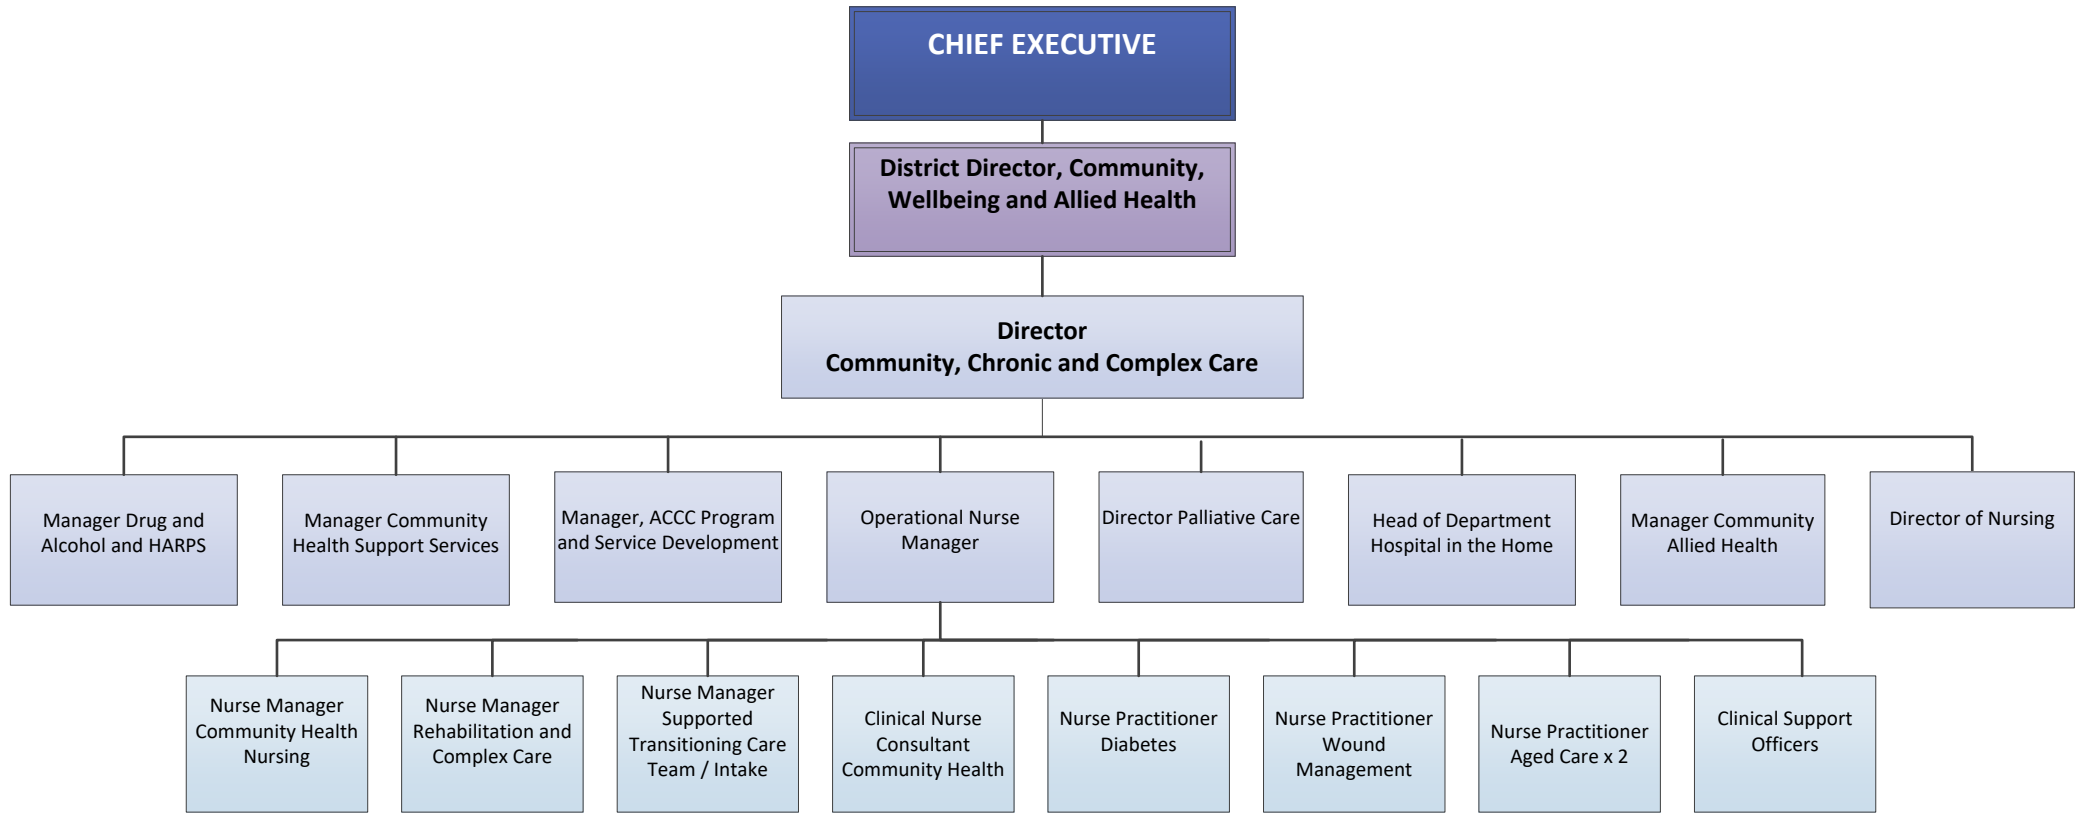 CHIEF EXECUTIVE
District Director, Community,
Wellbeing and Allied Health
Director
Community, Chronic and Complex Care
Manager Drug and
Alcohol and HARPS
Manager Community
Health Support Services
Manager, ACCC Program
and Service Development
Operational Nurse
Manager
Director Palliative Care
Head of Department
Hospital in the Home
Manager Community
Allied Health
Director of Nursing
Nurse Manager
Community Health
Nursing
Nurse Manager
Rehabilitation and
Complex Care
Nurse Manager
Supported
Transitioning Care
Team / Intake
Clinical Nurse
Consultant
Community Health
Nurse Practitioner
Diabetes
Nurse Practitioner
Wound
Management
Nurse Practitioner
Aged Care x 2
Clinical Support
Officers